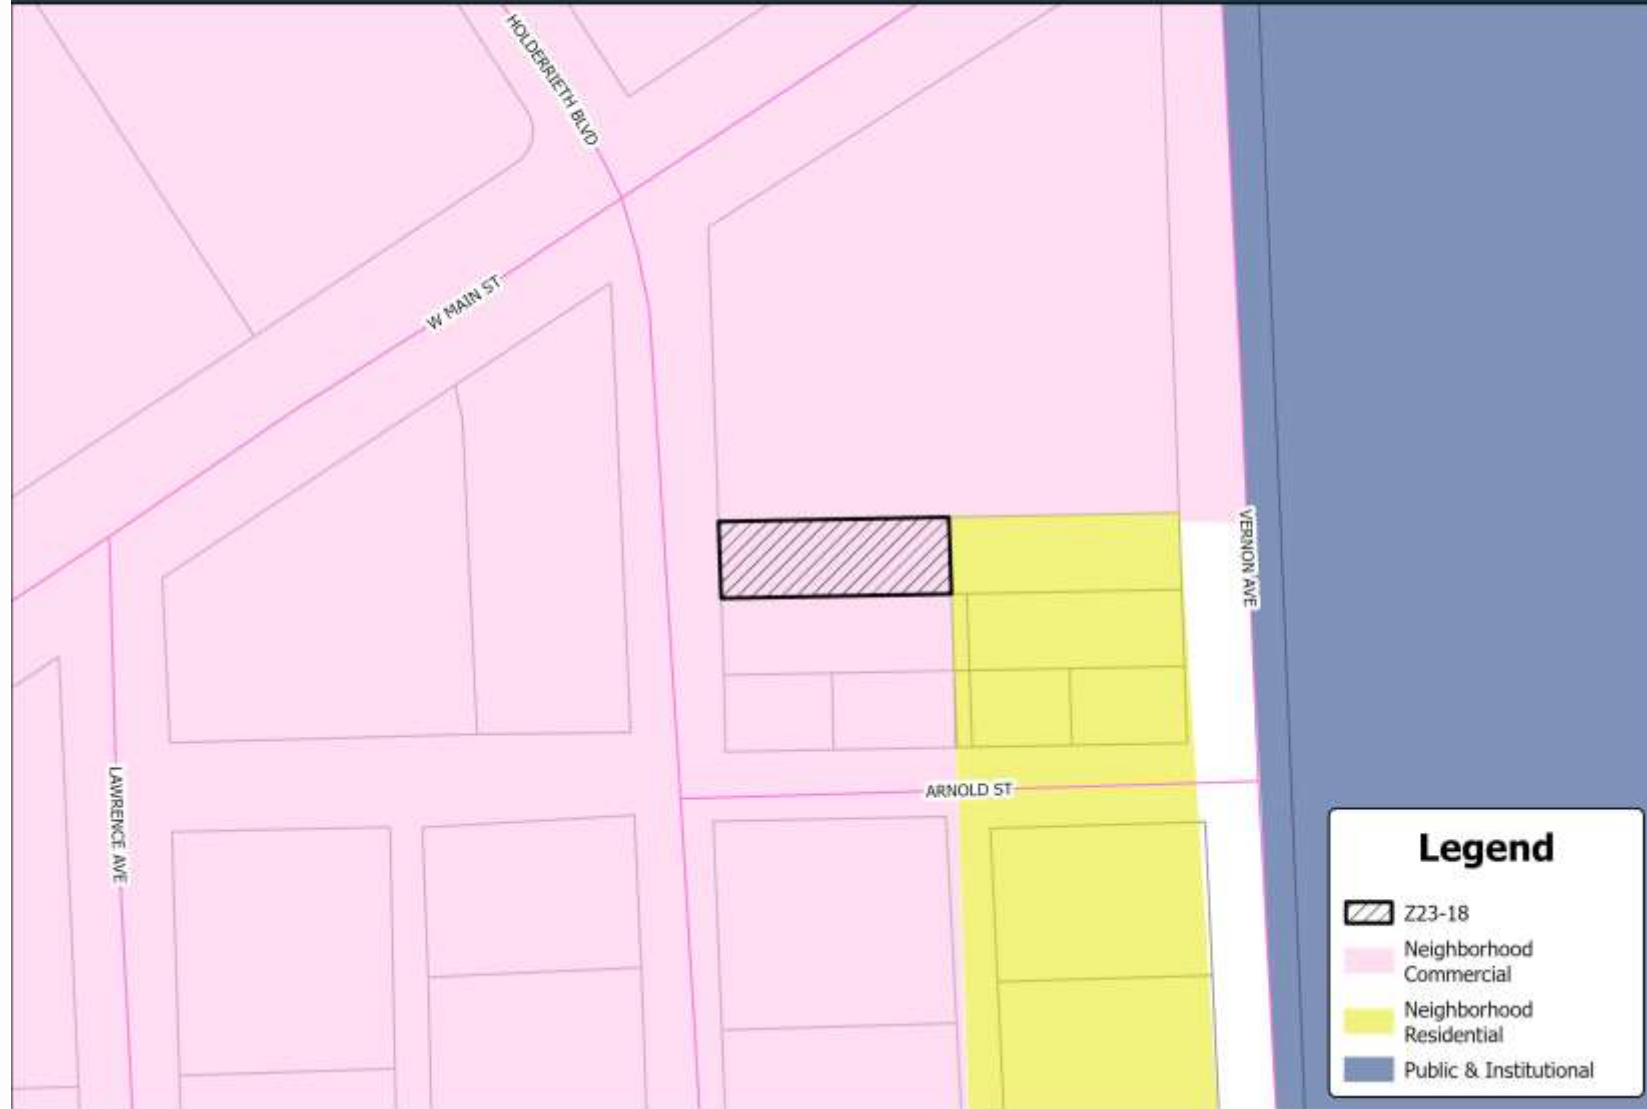 HOLDERRIETH BLVD
W MAIN ST
VERNON AVE
LAWRENCE AVE
ARNOLD ST
Legend
Z23-18
Neighborhood
Commercial
Neighborhood
Residential
Public & Institutional